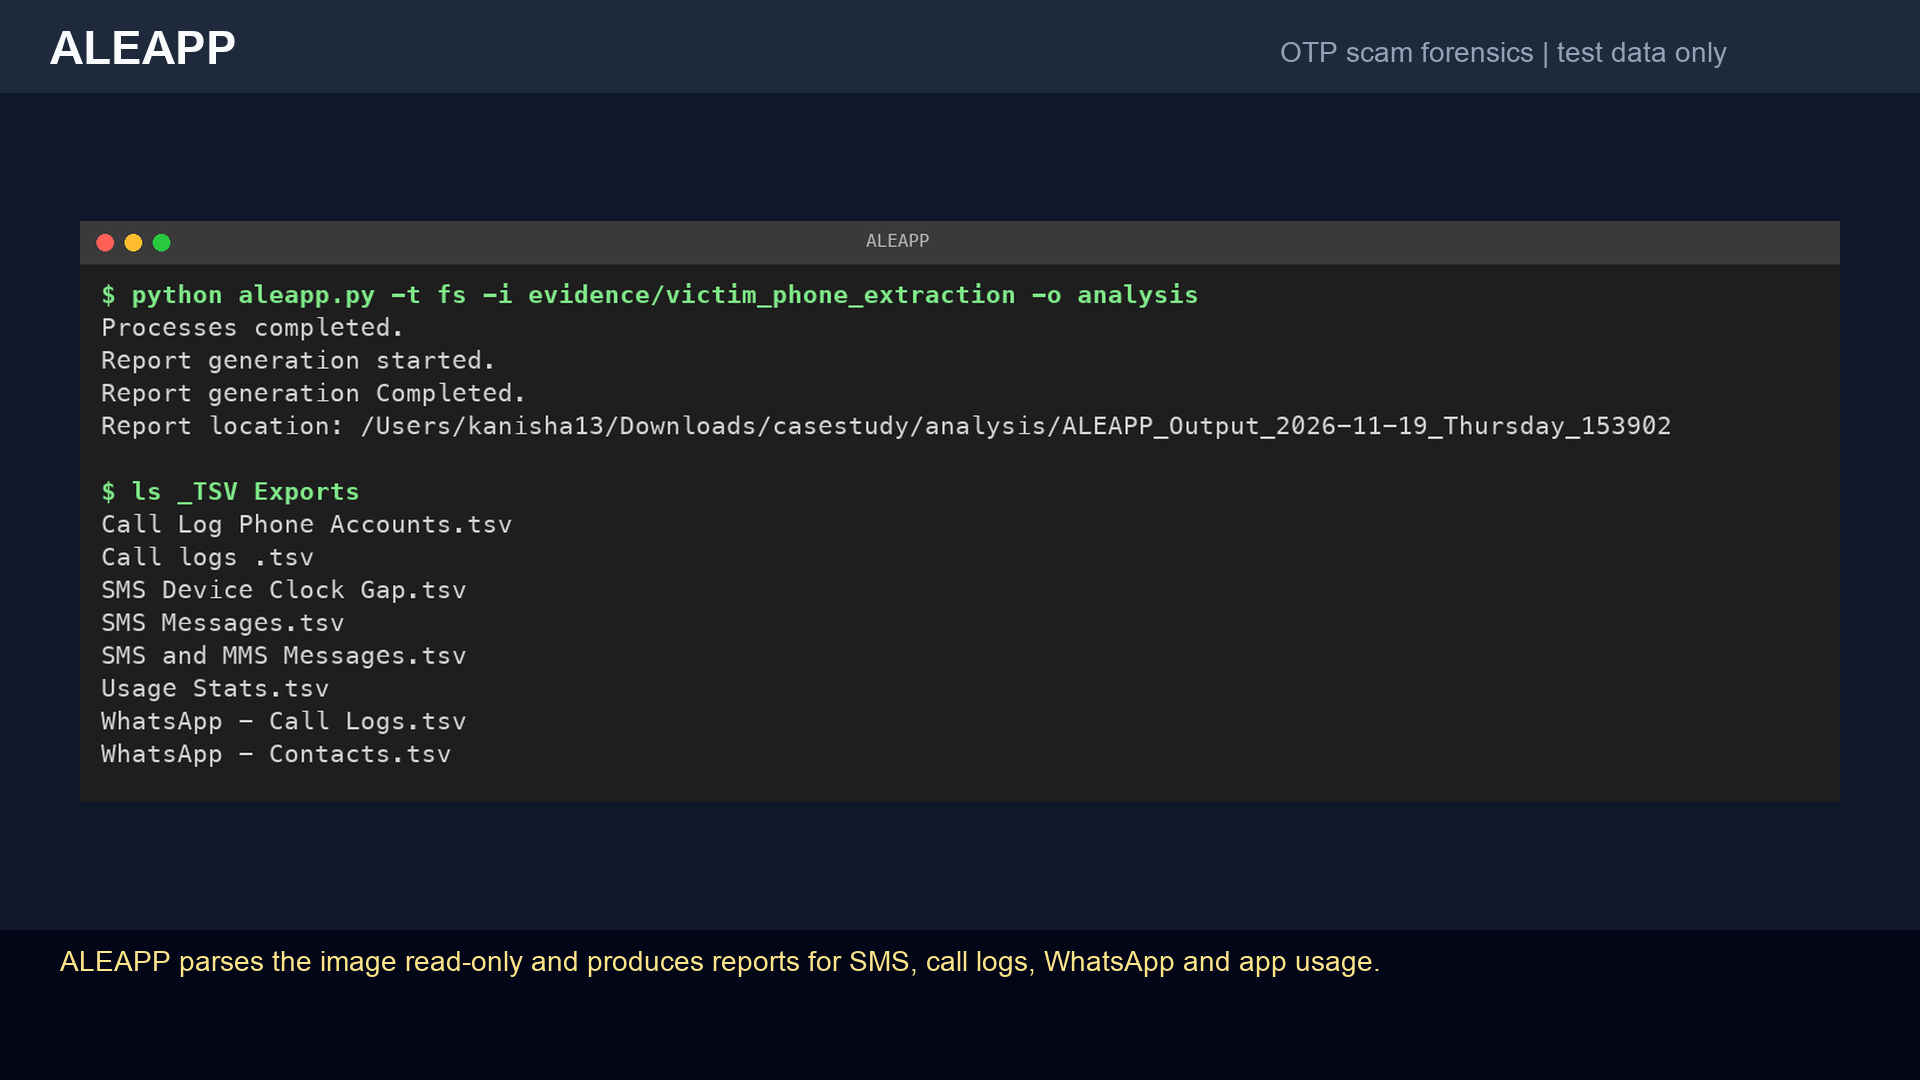 ALEAPP
OTP scam forensics | test data only
ALEAPP
$ python aleapp.py -t fs -i evidence/victim_phone_extraction -o analysis
Processes completed.
Report generation started.
Report generation Completed.
Report location: /Users/kanisha13/Downloads/casestudy/analysis/ALEAPP_Output_2026-11-19_Thursday_153902
$ ls _TSV Exports
Call Log Phone Accounts.tsv
Call logs .tsv
SMS Device Clock Gap.tsv
SMS Messages.tsv
SMS and MMS Messages.tsv
Usage Stats.tsv
WhatsApp - Call Logs.tsv
WhatsApp - Contacts.tsv
ALEAPP parses the image read-only and produces reports for SMS, call logs, WhatsApp and app usage.